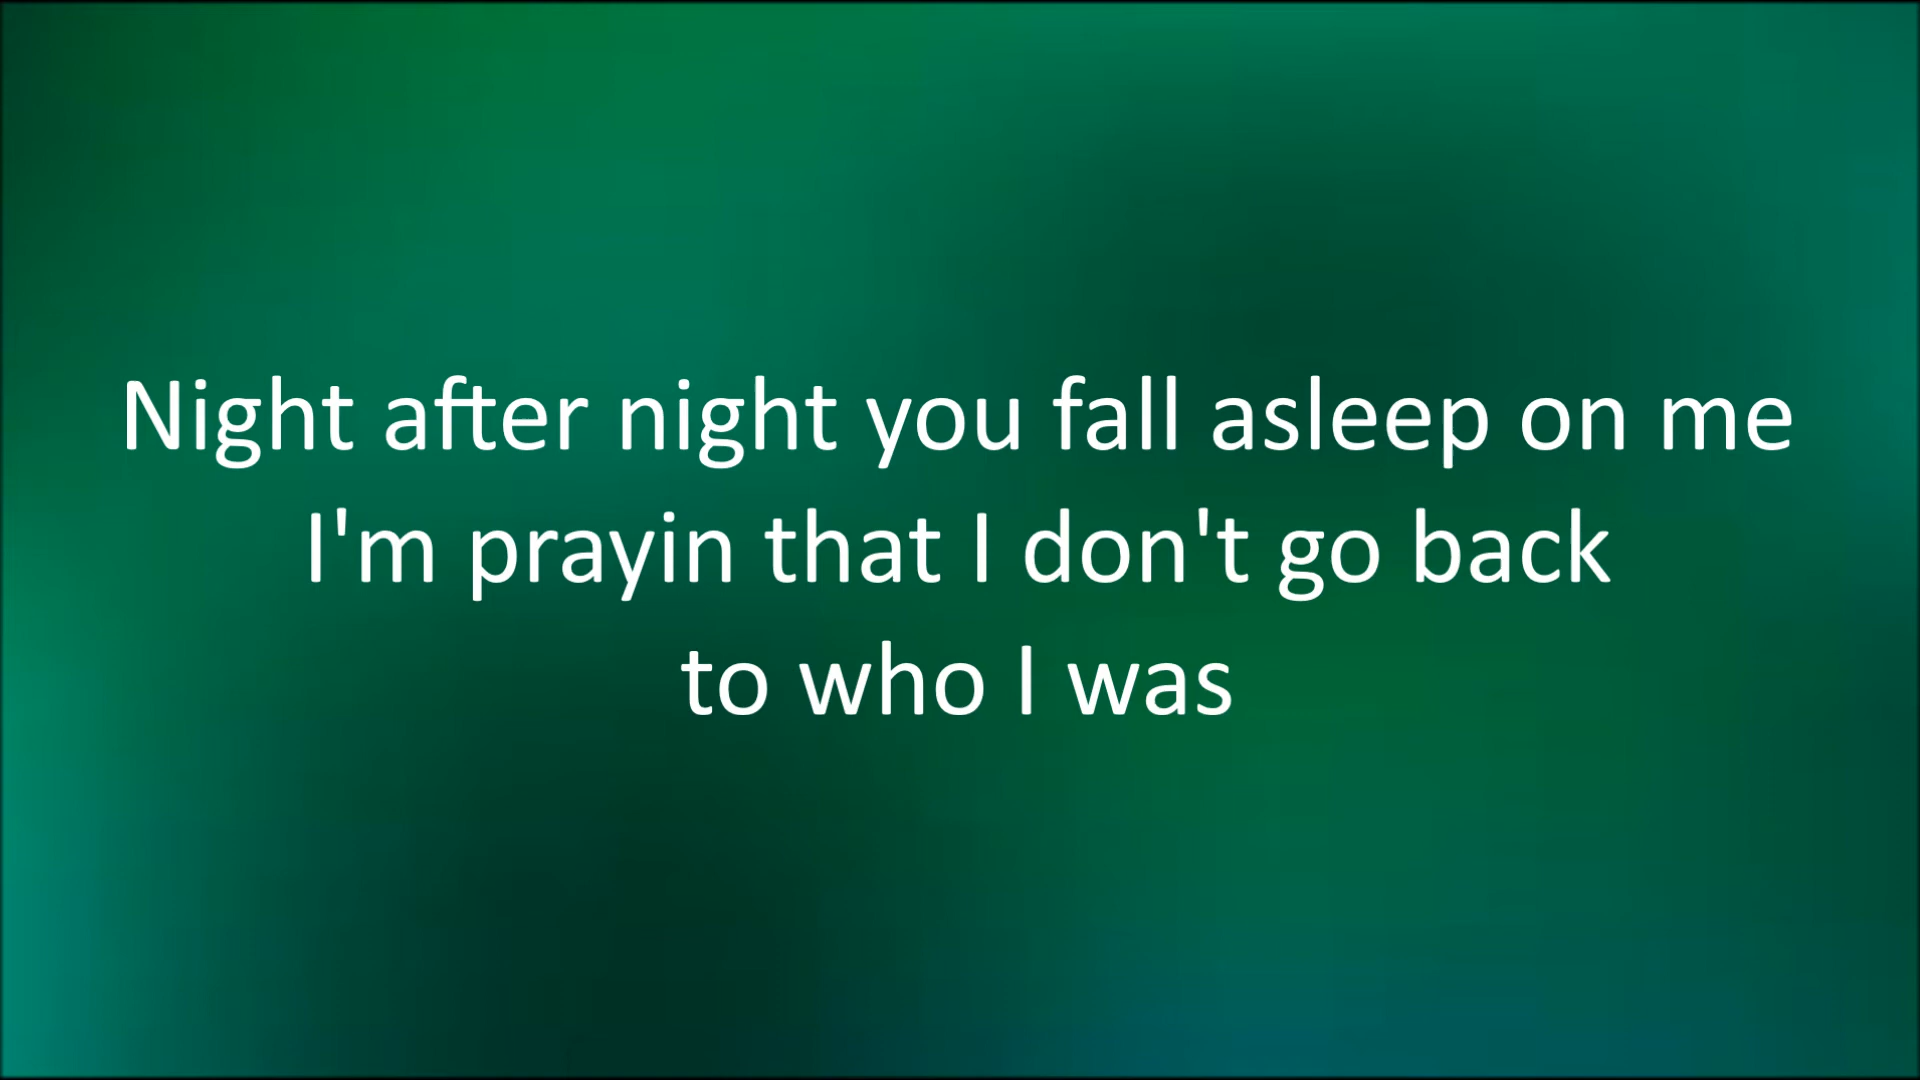 Night after night you fall asleep on me
I'm prayin that I don't go back
to who I was